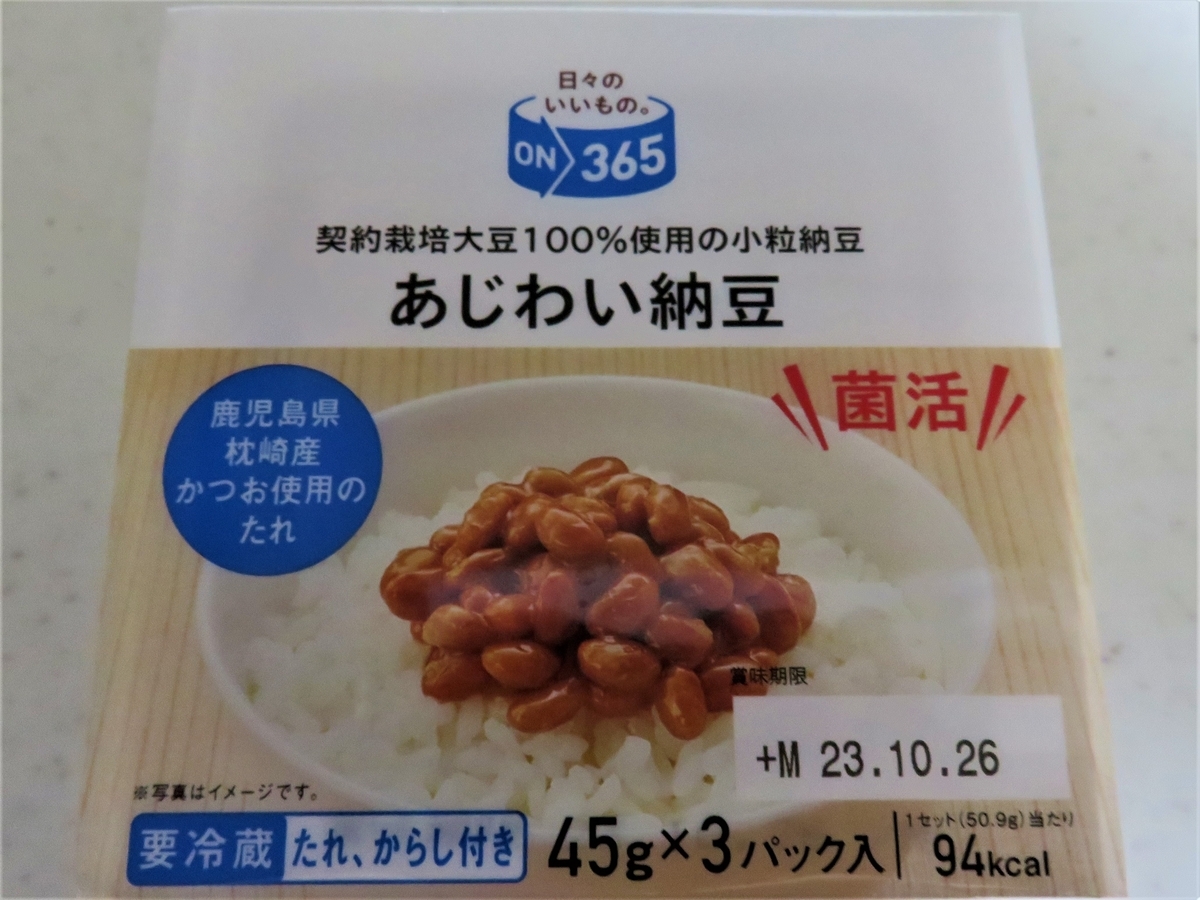 日々の
いいもの。
ON 365
契約栽培大豆100%使用の小粒納豆
あじわい納豆
菌活
鹿児島県
枕崎産
かつお使用の
たれ
賞味期限
+M 23.10.26
※写真はイメージです。
要冷蔵 たれ、からし付き 45g×3パック入
1セット(50.9g)当たり
94kcal